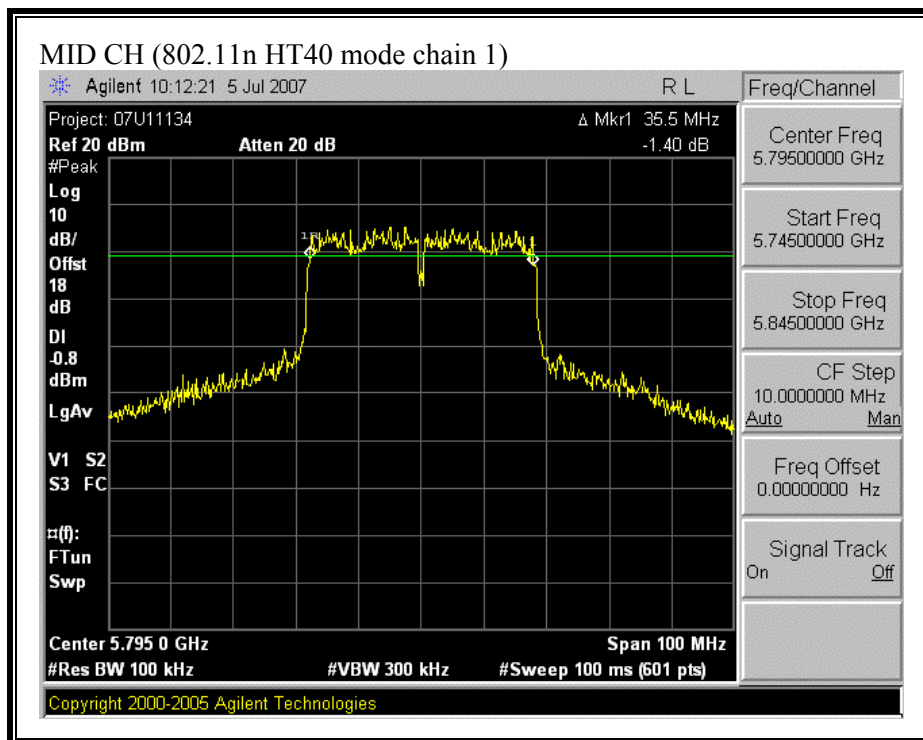 MID CH (802.11n HT40 mode chain 1)
Agilent 10:12:21 5 Jul 2007 R L Freq/Channel
Project: 07U11134 Δ Mkr1 35.5 MHz
Ref 20 dBm Atten 20 dB -1.40 dB
#Peak
Log
10
dB/
Offst
18
dB
DI
-0.8
dBm
LgAv
V1 S2
S3 FC
¤(f):
FTun
Swp
Center 5.795 0 GHz Span 100 MHz
#Res BW 100 kHz #VBW 300 kHz #Sweep 100 ms (601 pts)
Copyright 2000-2005 Agilent Technologies
Center Freq
5.79500000 GHz
Start Freq
5.74500000 GHz
Stop Freq
5.84500000 GHz
CF Step
10.0000000 MHz
Auto Man
Freq Offset
0.00000000 Hz
Signal Track
On Off